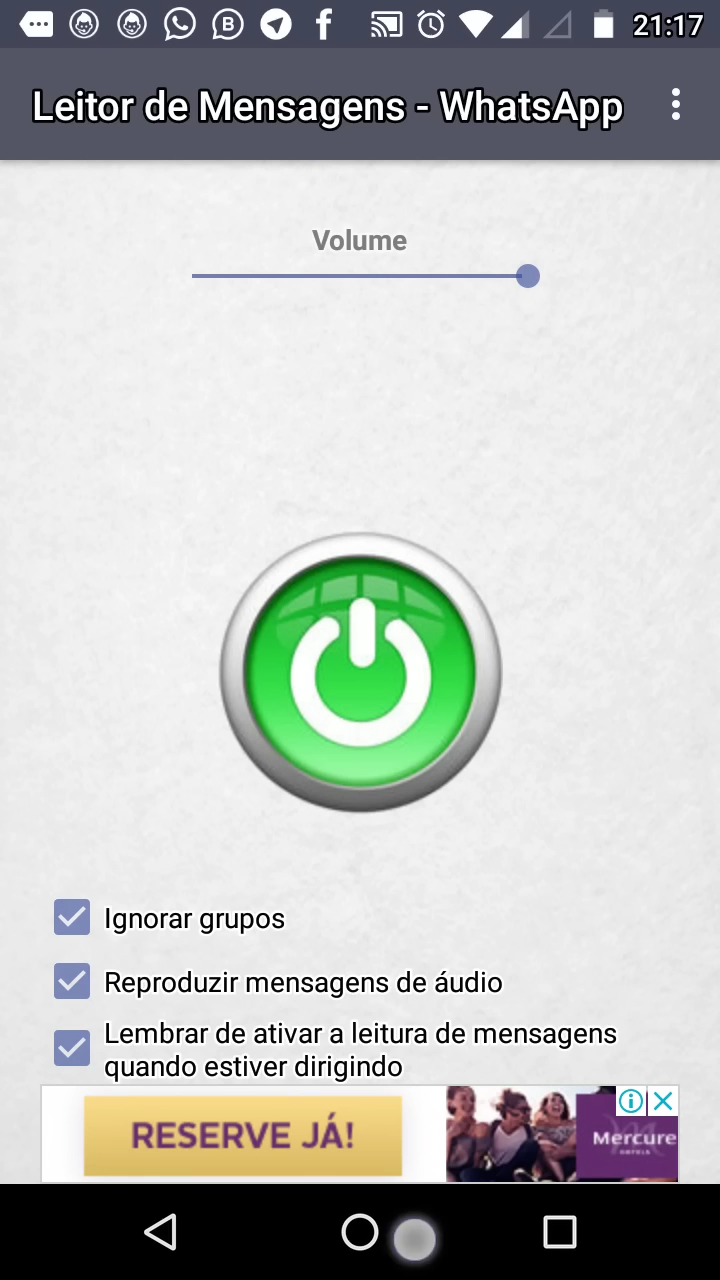 21:17
Leitor de Mensagens - WhatsApp
Volume
Ignorar grupos
Reproduzir mensagens de áudio
Lembrar de ativar a leitura de mensagens
quando estiver dirigindo
RESERVE JÁ!
Mercure
HOTELS